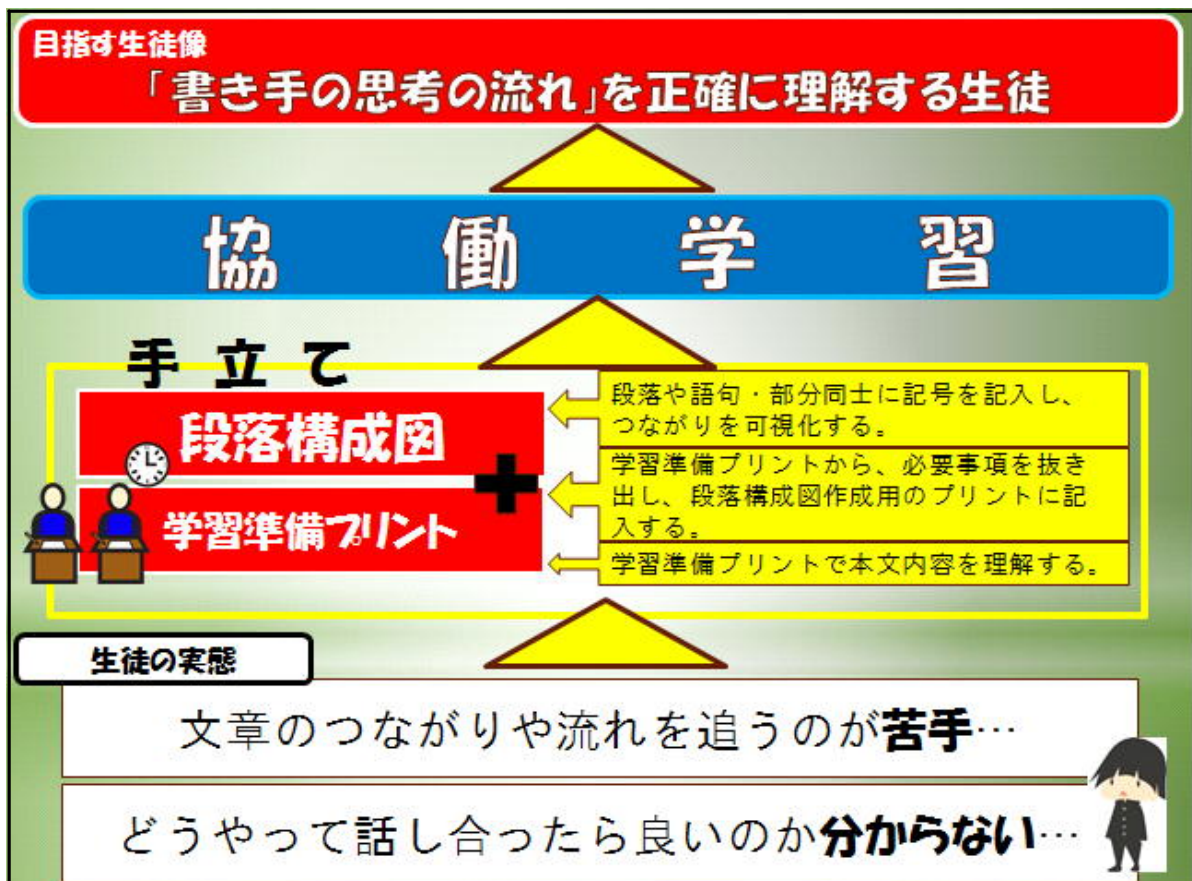 目指す生徒像
「書き手の思考の流れ」を正確に理解する生徒
協働学習
手立て
段落構成図
+
学習準備プリント
段落や語句・部分同士に記号を記入し、
つながりを可視化する。
学習準備プリントから、必要事項を抜き
出し、段落構成図作成用のプリントに記
入する。
学習準備プリントで本文内容を理解する。
生徒の実態
文章のつながりや流れを追うのが苦手…
どうやって話し合ったら良いのか分からない…